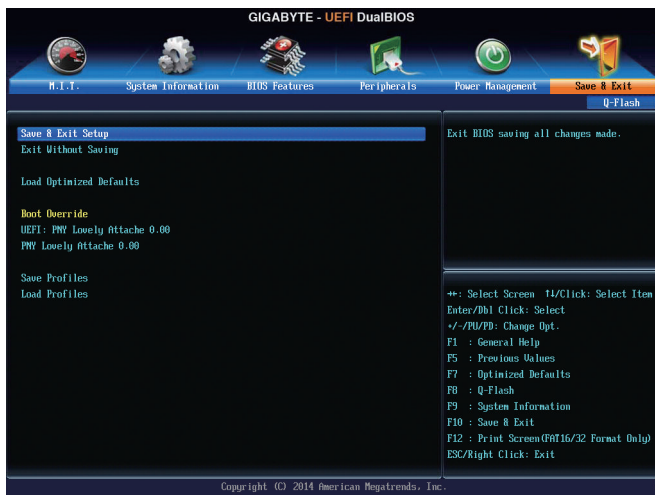 GIGABYTE - UEFI DualBIOS
M.I.T. System Information BIOS Features Peripherals Power Management Save & Exit
Q-Flash
Save & Exit Setup
Exit Without Saving
Load Optimized Defaults
Boot Override
UEFI: PNY Lovely Attache 0.00
PNY Lovely Attache 0.00
Save Profiles
Load Profiles
Exit BIOS saving all changes made.
→←: Select Screen ↑↓/Click: Select Item
Enter/Dbl Click: Select
+/-/PU/PD: Change Opt.
F1 : General Help
F5 : Previous Values
F7 : Optimized Defaults
F8 : Q-Flash
F9 : System Information
F10 : Save & Exit
F12 : Print Screen(FAT16/32 Format Only)
ESC/Right Click: Exit
Copyright (C) 2014 American Megatrends, Inc.